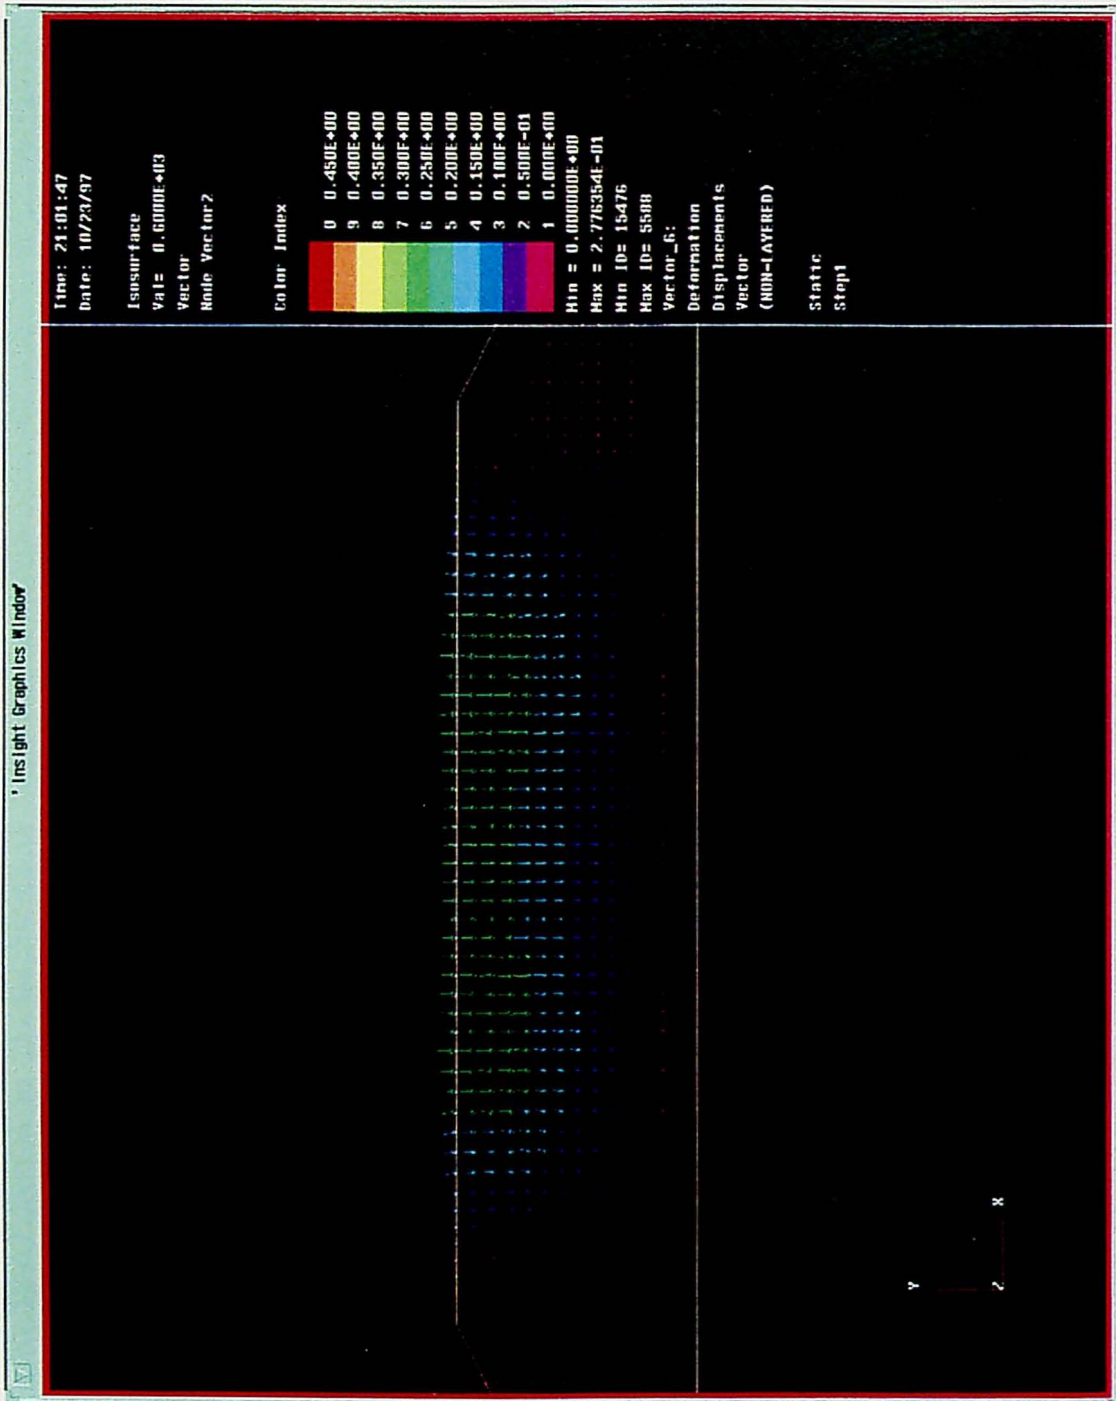 'Insight Graphics Window'
Time: 21:01:47
Date: 10/23/97
Isosurface
Val= 0.6000E+03
Vector
Node Vector2
Color Index
0 0.450E+00
9 0.400E+00
8 0.350E+00
7 0.300E+00
6 0.250E+00
5 0.200E+00
4 0.150E+00
3 0.100E+00
2 0.500E-01
1 0.000E+00
Min = 0.000000E+00
Max = 2.776354E-01
Min ID= 15476
Max ID= 5508
Vector_6:
Deformation
Displacements
Vector
(NON-LAYERED)
Static
Step1
Y
Z X